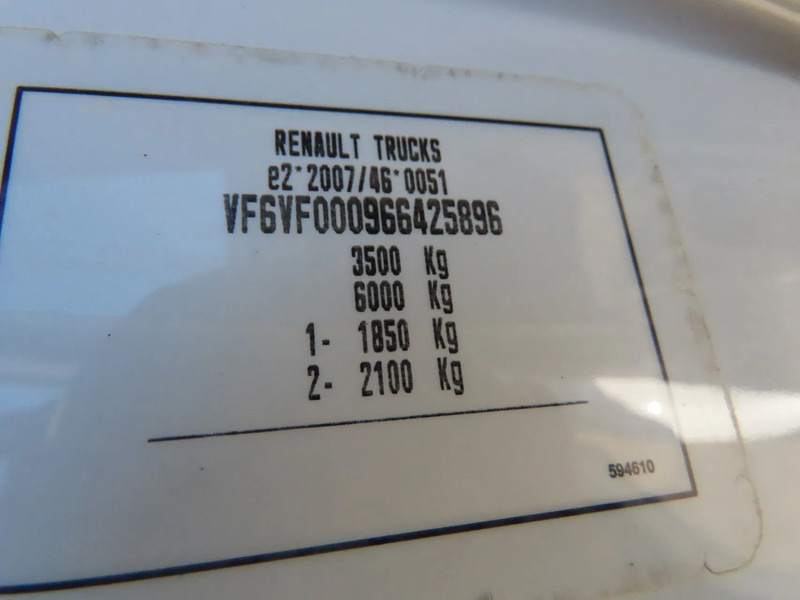 RENAULT TRUCKS
e2*2007/46*0051
VF6VF000966425896
3500 Kg
6000 Kg
1- 1850 Kg
2- 2100 Kg
594610